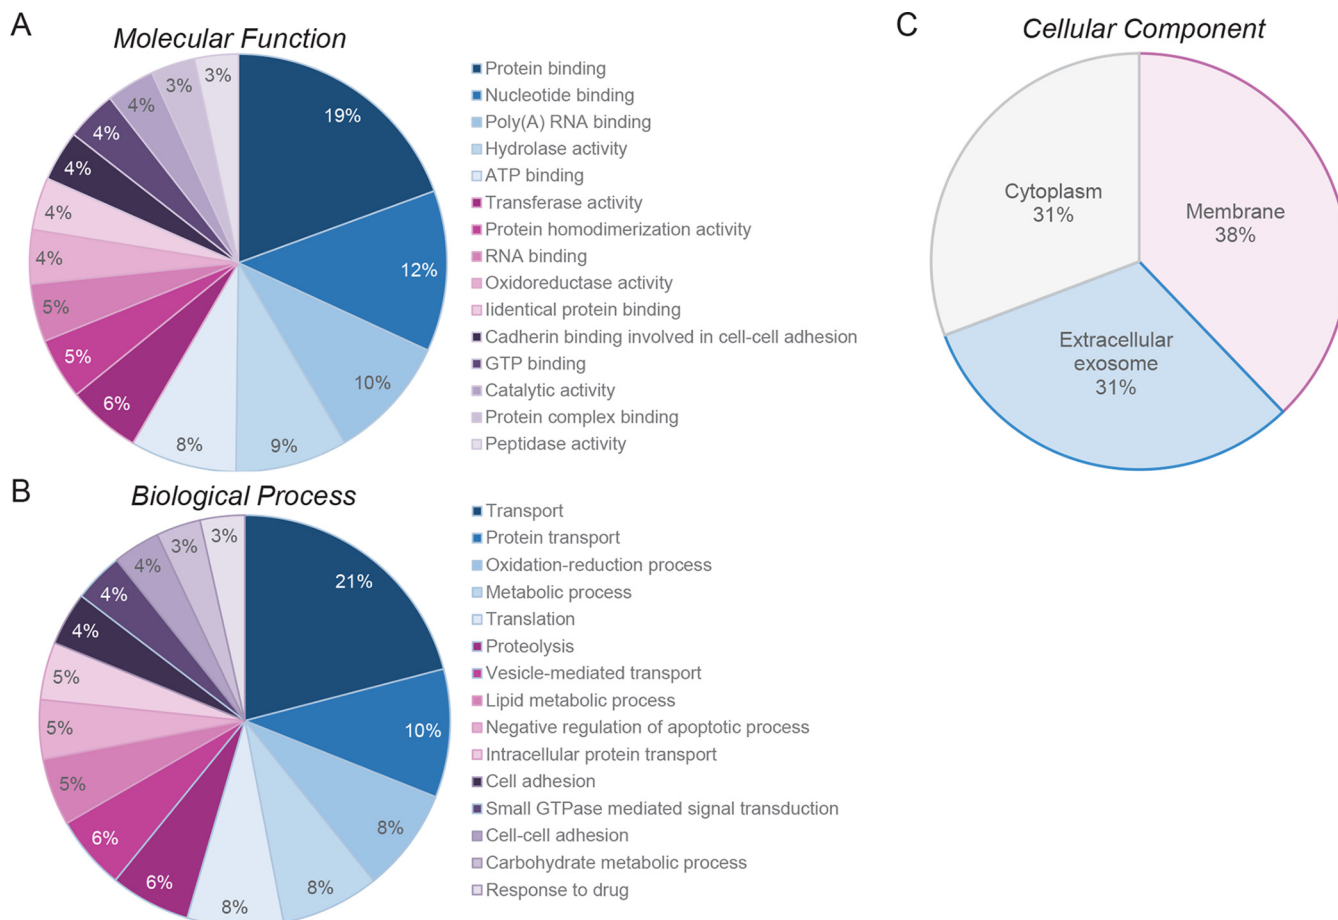 A
Molecular Function
19%
12%
10%
9%
8%
6%
5%
5%
4%
4%
4%
4%
4%
3%
3%
Protein binding
Nucleotide binding
Poly(A) RNA binding
Hydrolase activity
ATP binding
Transferase activity
Protein homodimerization activity
RNA binding
Oxidoreductase activity
Iidentical protein binding
Cadherin binding involved in cell-cell adhesion
GTP binding
Catalytic activity
Protein complex binding
Peptidase activity
B
Biological Process
21%
10%
8%
8%
8%
6%
6%
5%
5%
5%
4%
4%
4%
3%
3%
Transport
Protein transport
Oxidation-reduction process
Metabolic process
Translation
Proteolysis
Vesicle-mediated transport
Lipid metabolic process
Negative regulation of apoptotic process
Intracellular protein transport
Cell adhesion
Small GTPase mediated signal transduction
Cell-cell adhesion
Carbohydrate metabolic process
Response to drug
C
Cellular Component
Membrane
38%
Extracellular
exosome
31%
Cytoplasm
31%